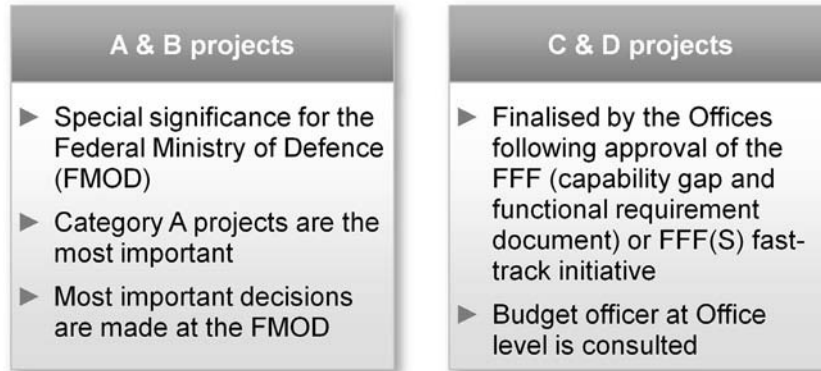 A & B projects
► Special significance for the
Federal Ministry of Defence
(FMOD)
► Category A projects are the
most important
► Most important decisions
are made at the FMOD
C & D projects
► Finalised by the Offices
following approval of the
FFF (capability gap and
functional requirement
document) or FFF(S) fast-
track initiative
► Budget officer at Office
level is consulted